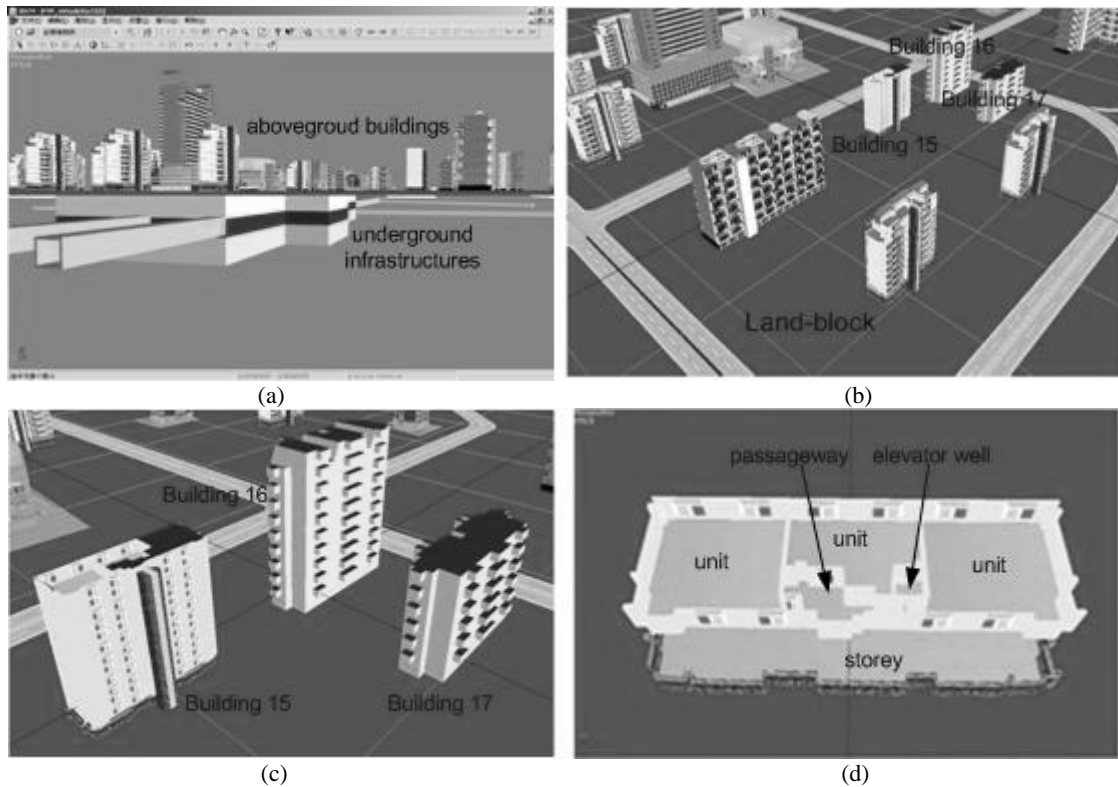 abovegroud buildings
underground
infrastructures
(a)
Building 16
Building 17
Building 15
Land-block
(b)
Building 16
Building 15
Building 17
(c)
passageway
elevator well
unit
unit
unit
storey
(d)